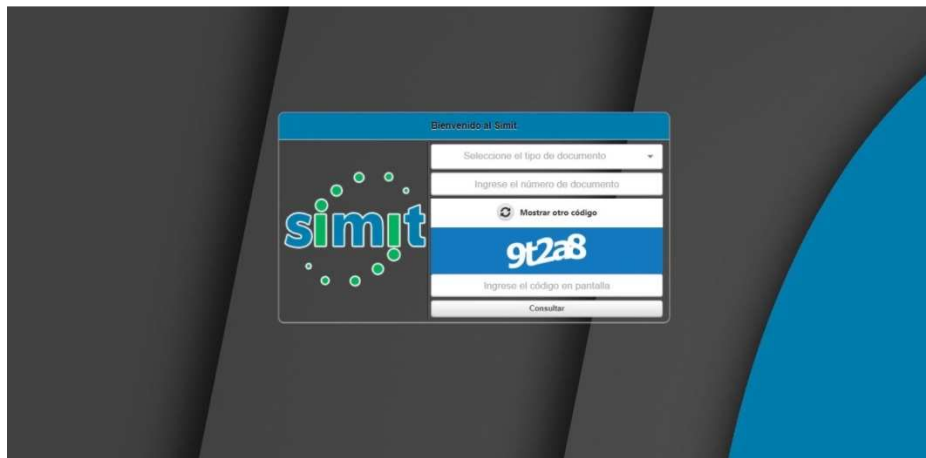 Bienvenido al Simit
simit
Seleccione el tipo de documento
Ingrese el número de documento
Mostrar otro código
9t2a8
Ingrese el código en pantalla
Consultar